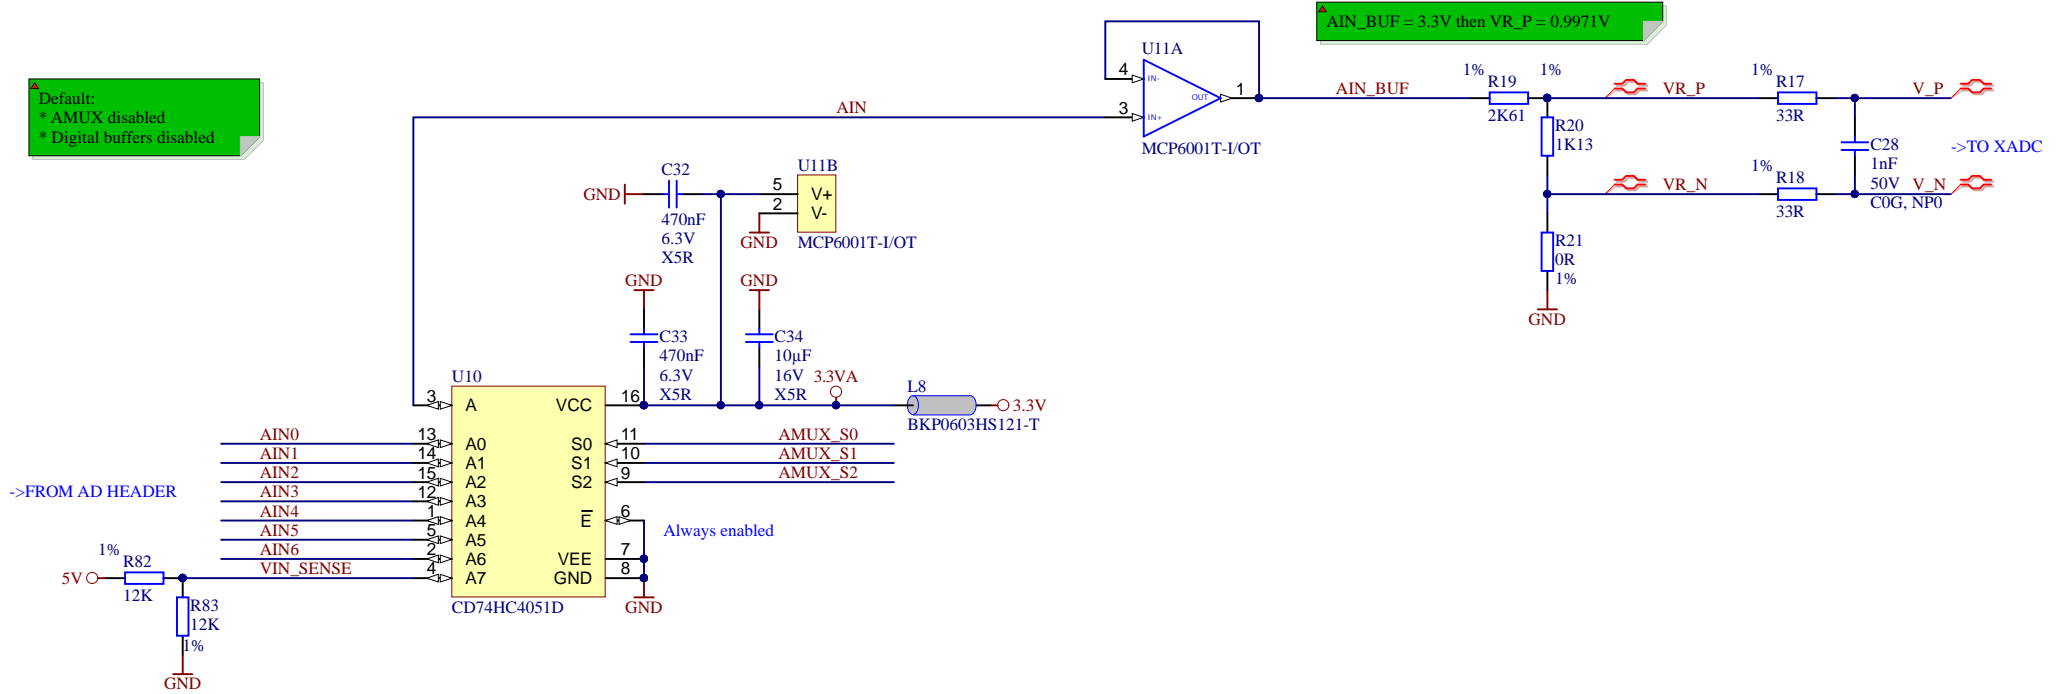 AIN_BUF = 3.3V then VR_P = 0.9971V
Default:
* AMUX disabled
* Digital buffers disabled
U11A
4
IN-
3
IN+
OUT
1
MCP6001T-I/OT
AIN
AIN_BUF
1%
R19
2K61
1%
R20
1K13
VR_P
1%
R17
33R
V_P
C28
1nF
50V
C0G, NP0
->TO XADC
VR_N
1%
R18
33R
V_N
R21
0R
1%
GND
C32
GND
470nF
6.3V
X5R
U11B
5
V+
2
V-
GND
MCP6001T-I/OT
GND
C33
470nF
6.3V
X5R
GND
C34
10µF
16V
X5R
3.3VA
L8
3.3V
BKP0603HS121-T
U10
3
A
VCC
16
AIN0
13
A0
S0
11
AMUX_S0
AIN1
14
A1
S1
10
AMUX_S1
AIN2
15
A2
S2
9
AMUX_S2
->FROM AD HEADER
AIN3
12
A3
AIN4
1
A4
E
6
Always enabled
AIN5
5
A5
AIN6
2
A6
VEE
7
VIN_SENSE
4
A7
GND
8
GND
CD74HC4051D
1%
R82
5V
12K
R83
12K
1%
GND